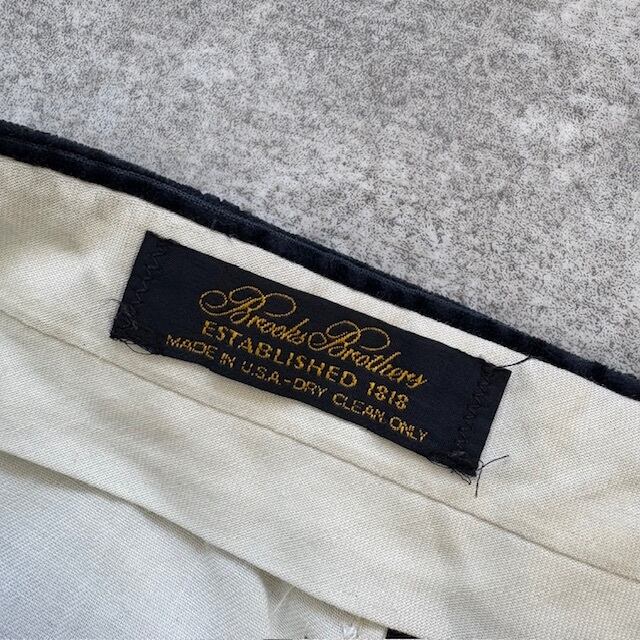 Brooks Brothers
ESTABLISHED 1818
MADE IN U.S.A.-DRY CLEAN ONLY